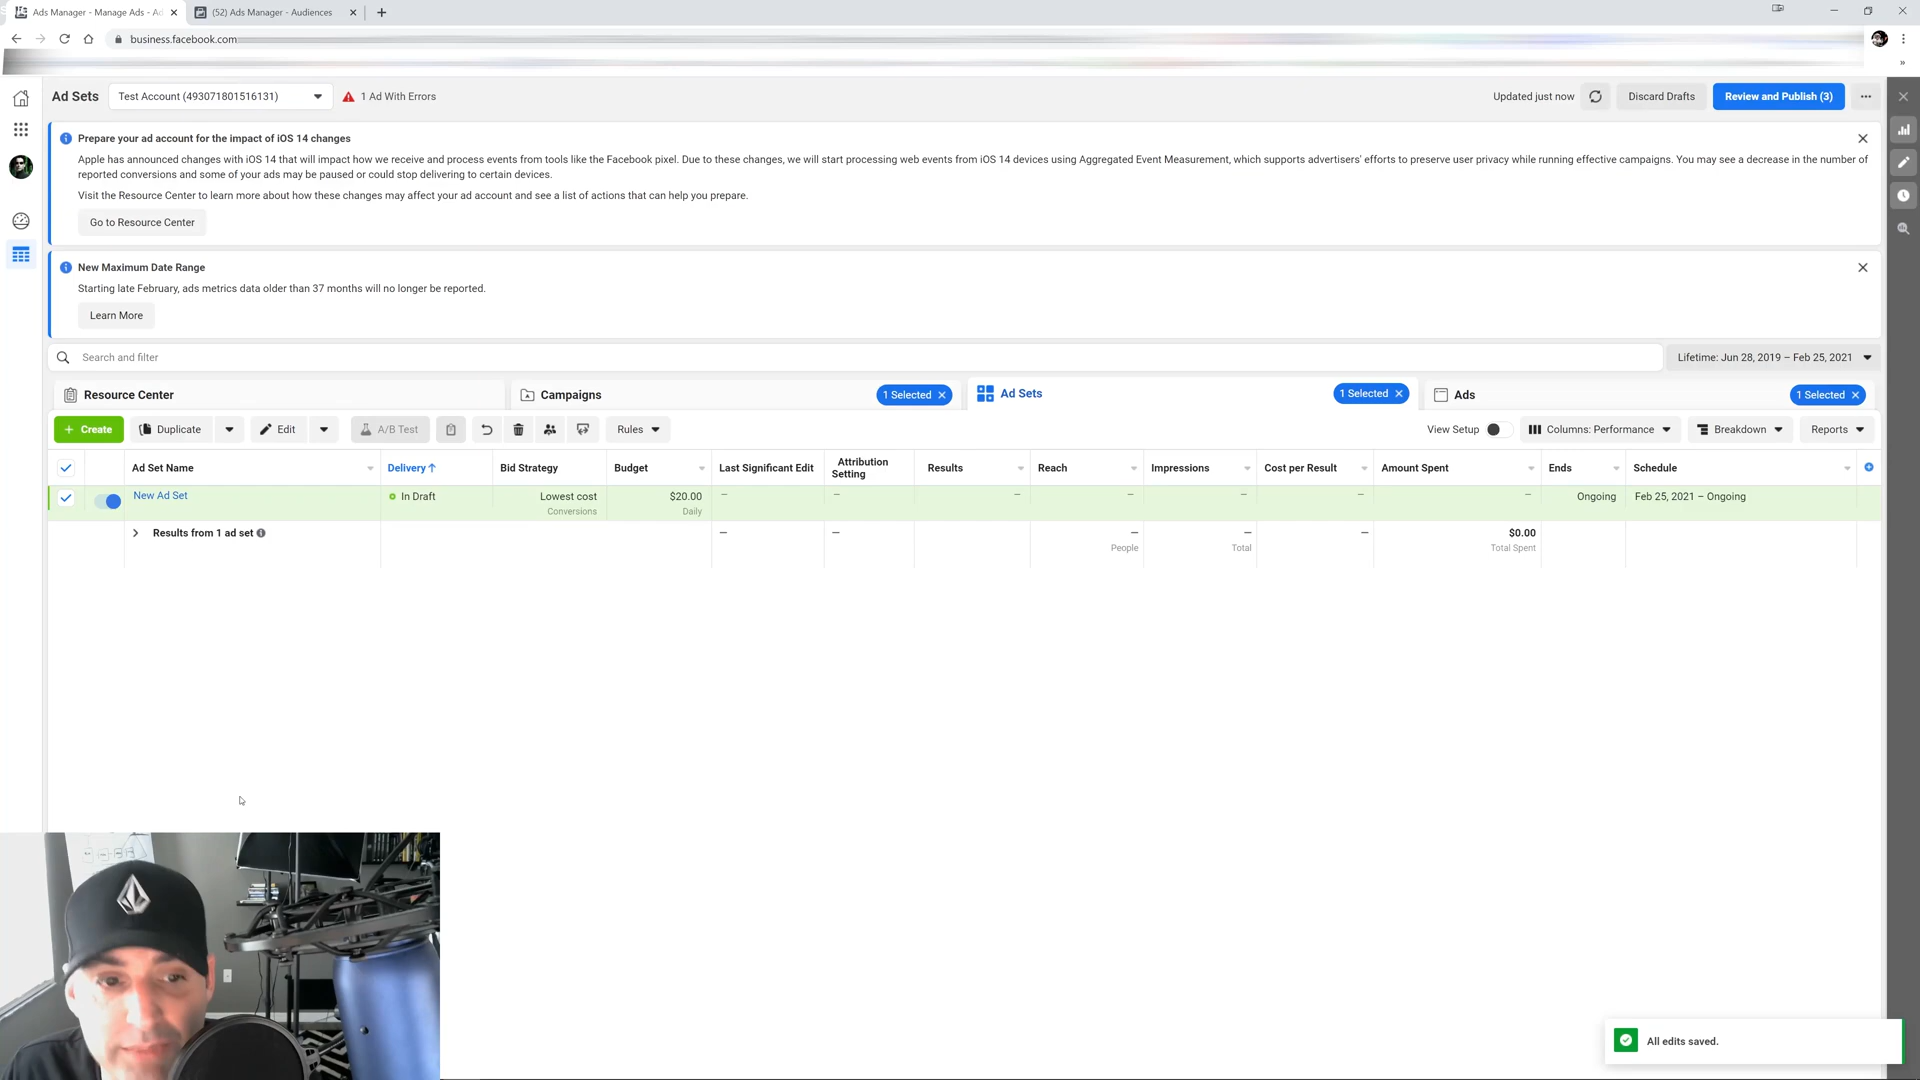 Ads Manager - Manage Ads - Ad
(52) Ads Manager - Audiences
business.facebook.com
Ad Sets
Test Account (493071801516131)
1 Ad With Errors
Updated just now
Discard Drafts
Review and Publish (3)
Prepare your ad account for the impact of iOS 14 changes
Apple has announced changes with iOS 14 that will impact how we receive and process events from tools like the Facebook pixel. Due to these changes, we will start processing web events from iOS 14 devices using Aggregated Event Measurement, which supports advertisers' efforts to preserve user privacy while running effective campaigns. You may see a decrease in the number of
reported conversions and some of your ads may be paused or could stop delivering to certain devices.
Visit the Resource Center to learn more about how these changes may affect your ad account and see a list of actions that can help you prepare.
Go to Resource Center
New Maximum Date Range
Starting late February, ads metrics data older than 37 months will no longer be reported.
Learn More
Search and filter
Lifetime: Jun 28, 2019 – Feb 25, 2021
Resource Center
Campaigns
1 Selected
Ad Sets
1 Selected
Ads
1 Selected
+ Create
Duplicate
Edit
A/B Test
Rules
View Setup
Columns: Performance
Breakdown
Reports
Ad Set Name
Delivery ↑
Bid Strategy
Budget
Last Significant Edit
Attribution
Setting
Results
Reach
Impressions
Cost per Result
Amount Spent
Ends
Schedule
New Ad Set
In Draft
Lowest cost
Conversions
$20.00
Daily
–
–
–
–
–
–
–
Ongoing
Feb 25, 2021 – Ongoing
Results from 1 ad set
–
–
–
People
–
Total
–
$0.00
Total Spent
All edits saved.